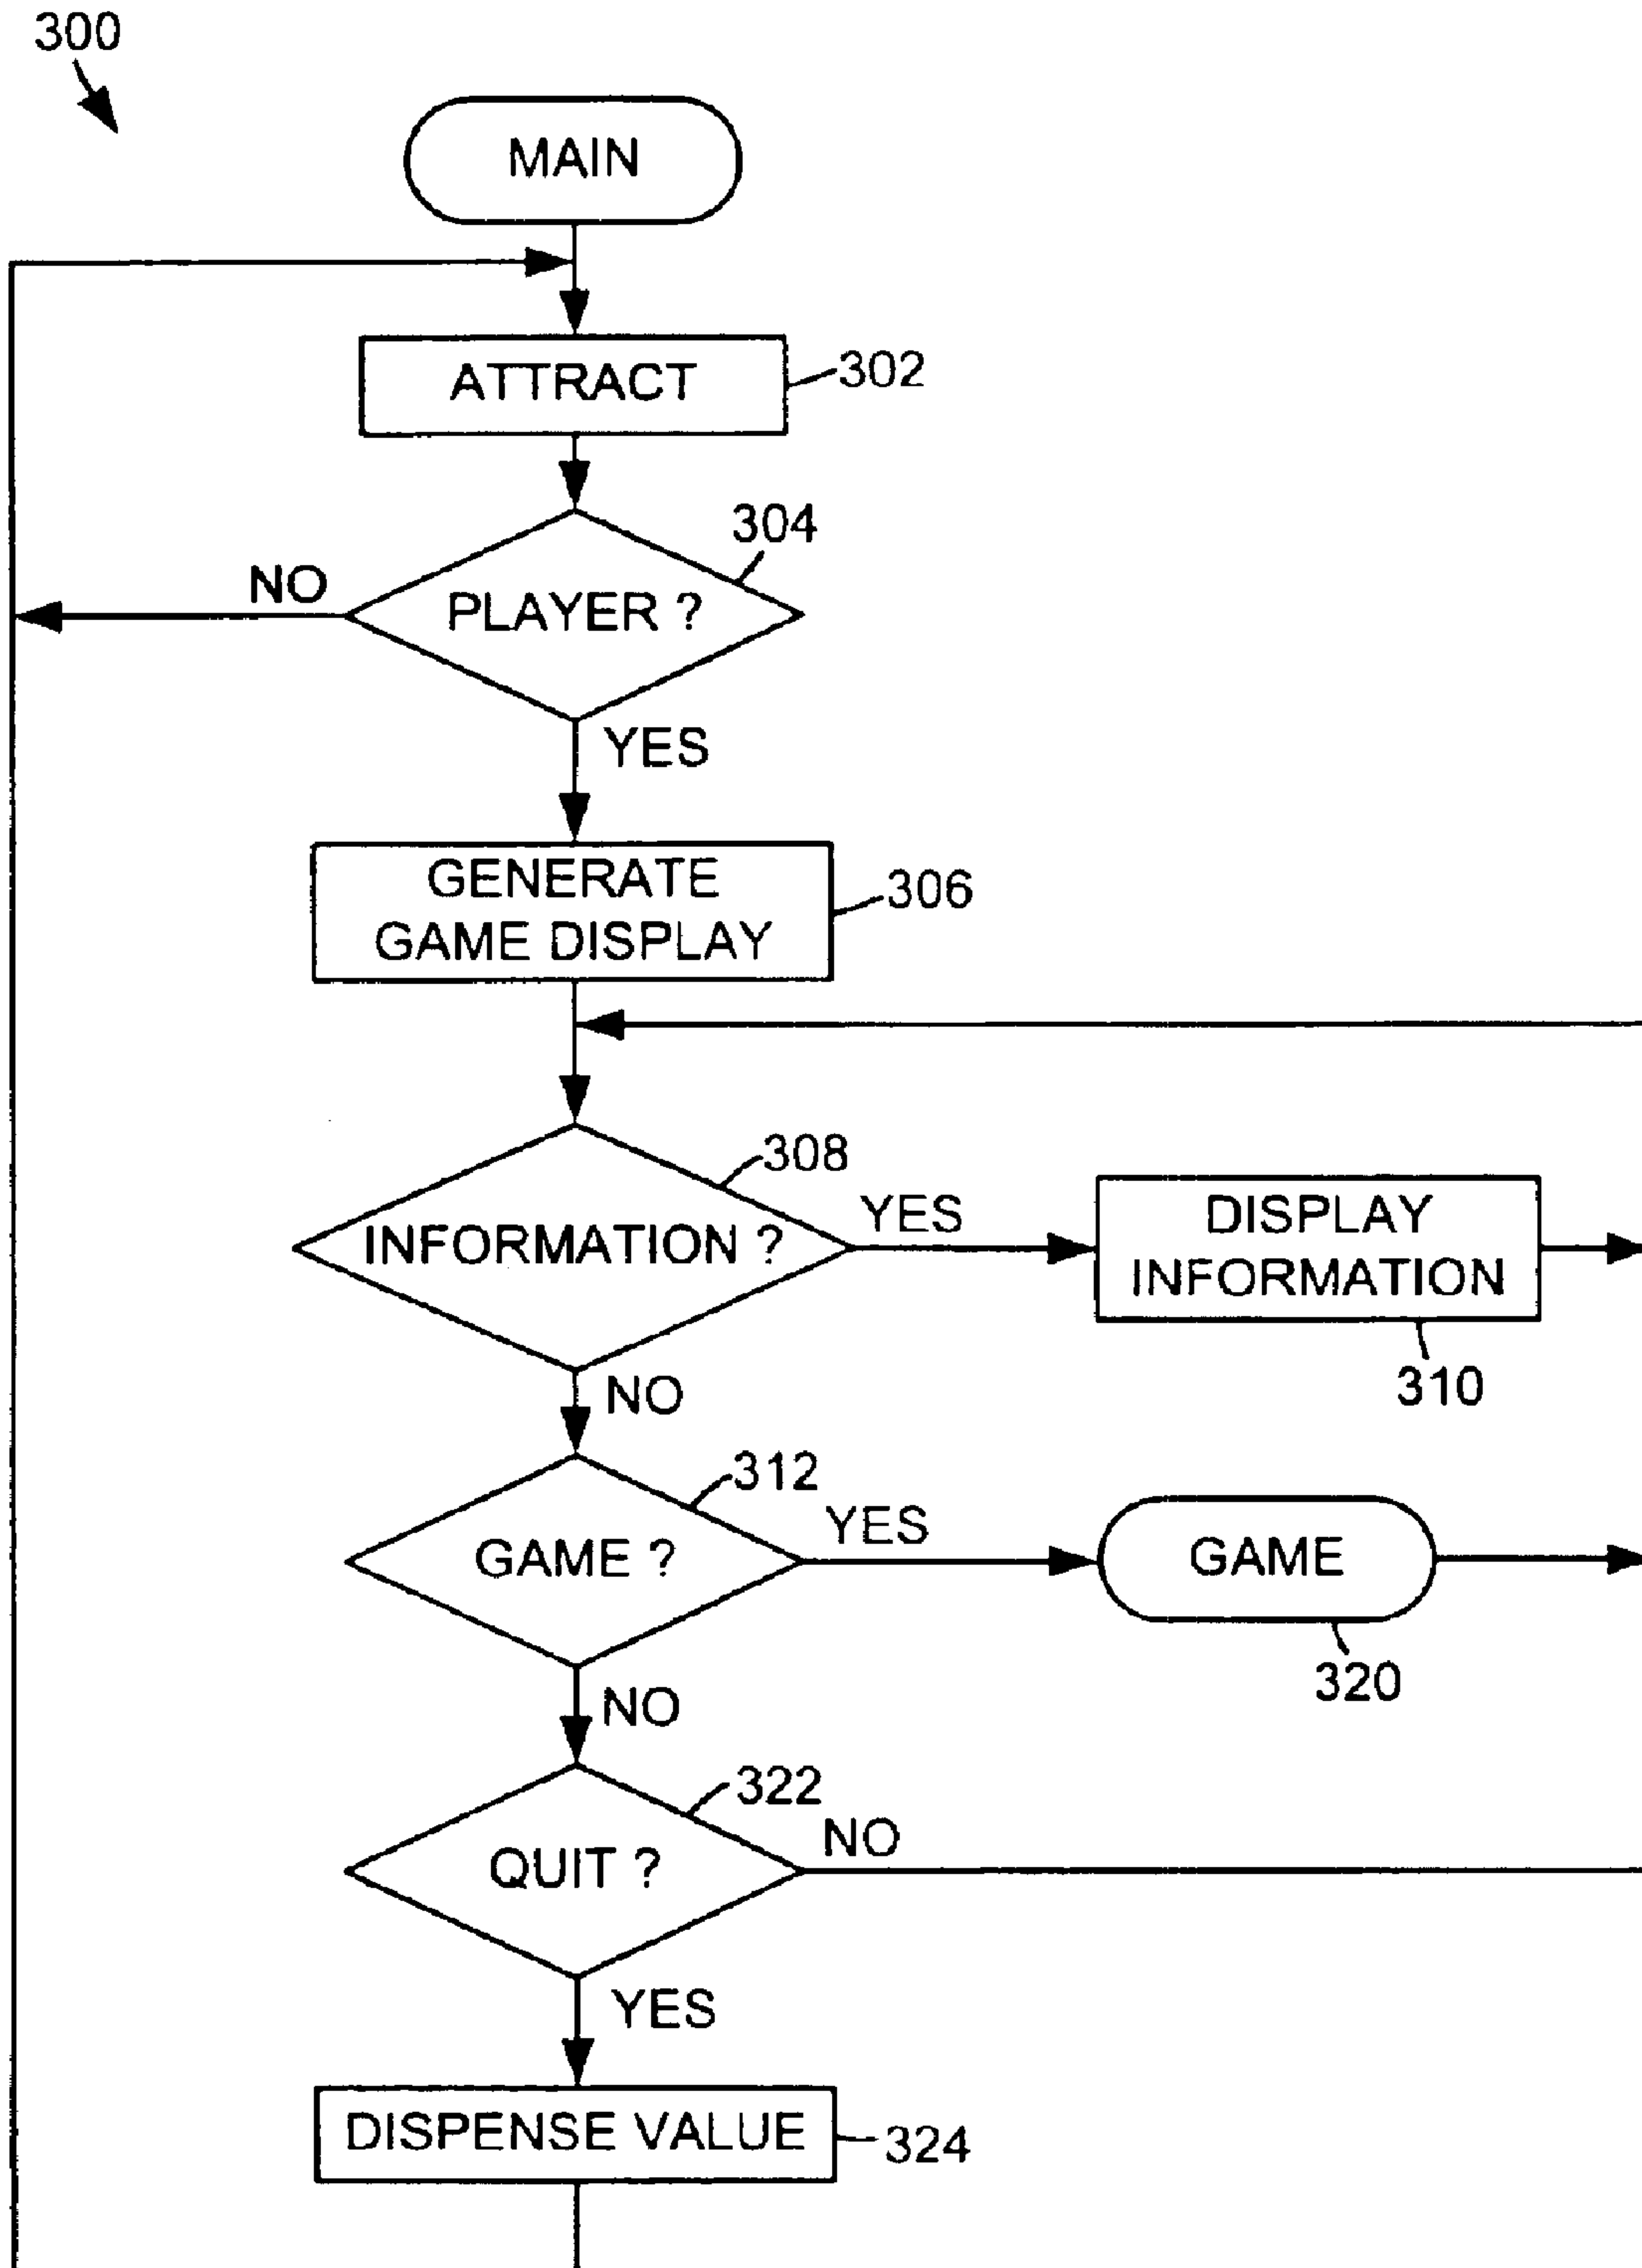 300
MAIN
ATTRACT
302
304
NO
PLAYER ?
YES
GENERATE
GAME DISPLAY
306
308
INFORMATION ?
YES
DISPLAY
INFORMATION
310
NO
312
GAME ?
YES
GAME
320
NO
322
QUIT ?
NO
YES
DISPENSE VALUE
324